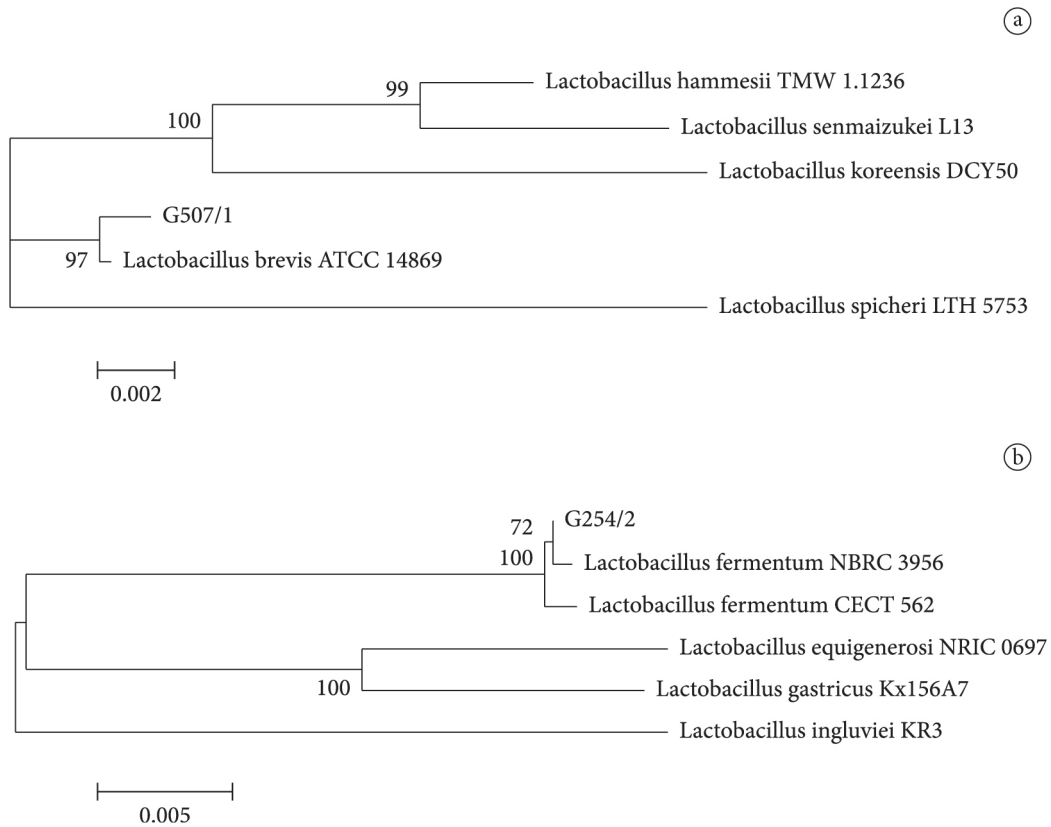 a
Lactobacillus hammesii TMW 1.1236
99
100
Lactobacillus senmaizukei L13
Lactobacillus koreensis DCY50
G507/1
97
Lactobacillus brevis ATCC 14869
Lactobacillus spicheri LTH 5753
0.002
b
72
G254/2
100
Lactobacillus fermentum NBRC 3956
Lactobacillus fermentum CECT 562
Lactobacillus equigenerosi NRIC 0697
100
Lactobacillus gastricus Kx156A7
Lactobacillus ingluviei KR3
0.005